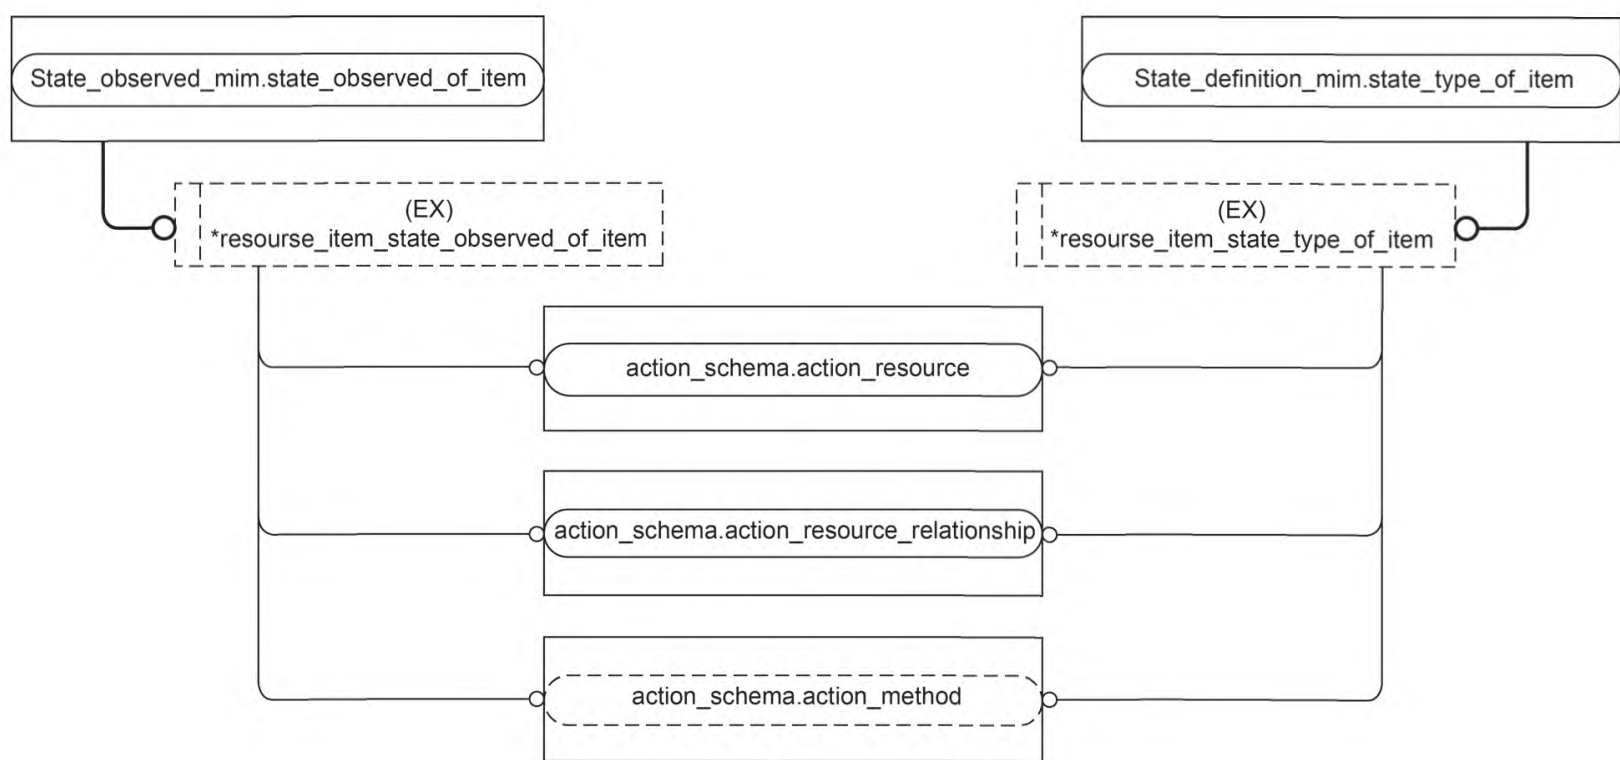 State_observed_mim.state_observed_of_item
State_definition_mim.state_type_of_item
(EX)
*resourse_item_state_observed_of_item
(EX)
*resourse_item_state_type_of_item
action_schema.action_resource
action_schema.action_resource_relationship
action_schema.action_method